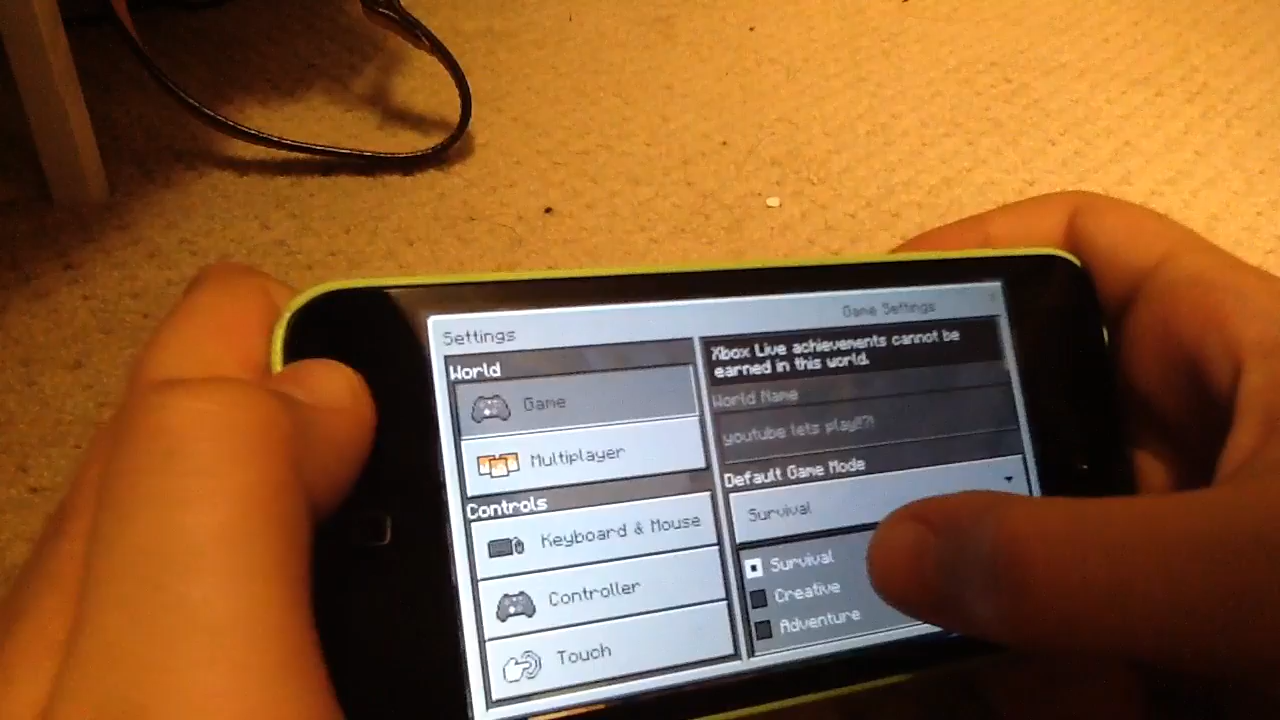 Settings
Game Settings
World
Game
Multiplayer
Controls
Keyboard & Mouse
Controller
Touch
Xbox Live achievements cannot be
earned in this world.
World Name
youtube lets play!!?!
Default Game Mode
Survival
Survival
Creative
Adventure